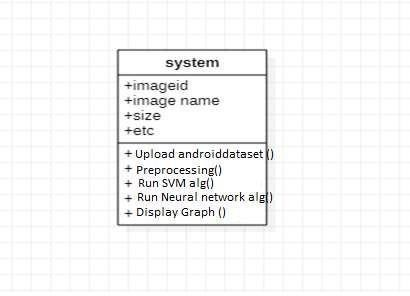 system
+imageid
+image name
+size
+etc
+ Upload androiddataset ()
+ Preprocessing()
+ Run SVM alg()
+ Run Neural network alg()
+ Display Graph ()